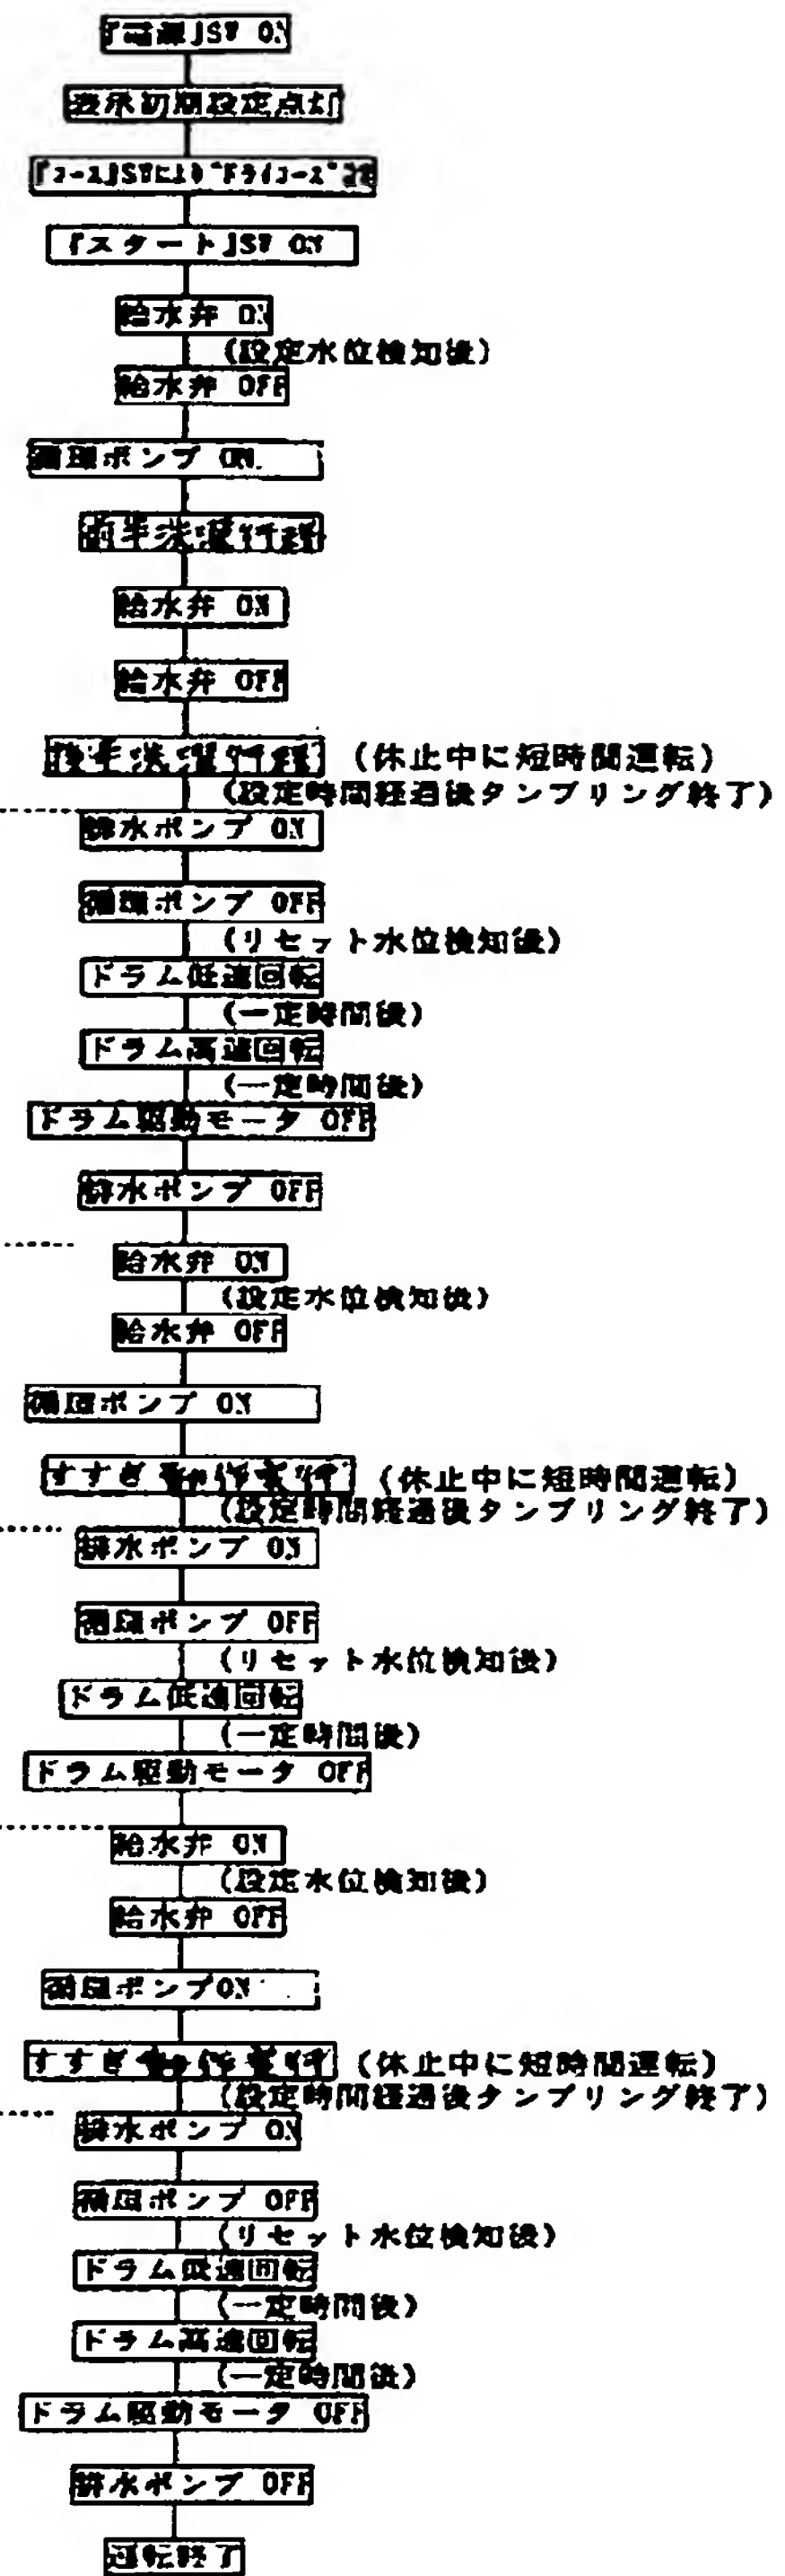 『電源』SW ON
表示初期設定点灯
『コース』SWにより"ドライコース"
『スタート』SW ON
給水弁 ON
(設定水位検知後)
給水弁 OFF
循環ポンプ ON
前半洗濯行程
給水弁 ON
給水弁 OFF
後半洗濯行程 (休止中に短時間運転)
(設定時間経過後タンブリング終了)
排水ポンプ ON
循環ポンプ OFF
(リセット水位検知後)
ドラム低速回転
(一定時間後)
ドラム高速回転
(一定時間後)
ドラム駆動モータ OFF
排水ポンプ OFF
給水弁 ON
(設定水位検知後)
給水弁 OFF
循環ポンプ ON
すすぎ (休止中に短時間運転)
(設定時間経過後タンブリング終了)
排水ポンプ ON
循環ポンプ OFF
(リセット水位検知後)
ドラム低速回転
(一定時間後)
ドラム駆動モータ OFF
給水弁 ON
(設定水位検知後)
給水弁 OFF
循環ポンプON
すすぎ (休止中に短時間運転)
(設定時間経過後タンブリング終了)
排水ポンプ ON
循環ポンプ OFF
(リセット水位検知後)
ドラム低速回転
(一定時間後)
ドラム高速回転
(一定時間後)
ドラム駆動モータ OFF
排水ポンプ OFF
運転終了